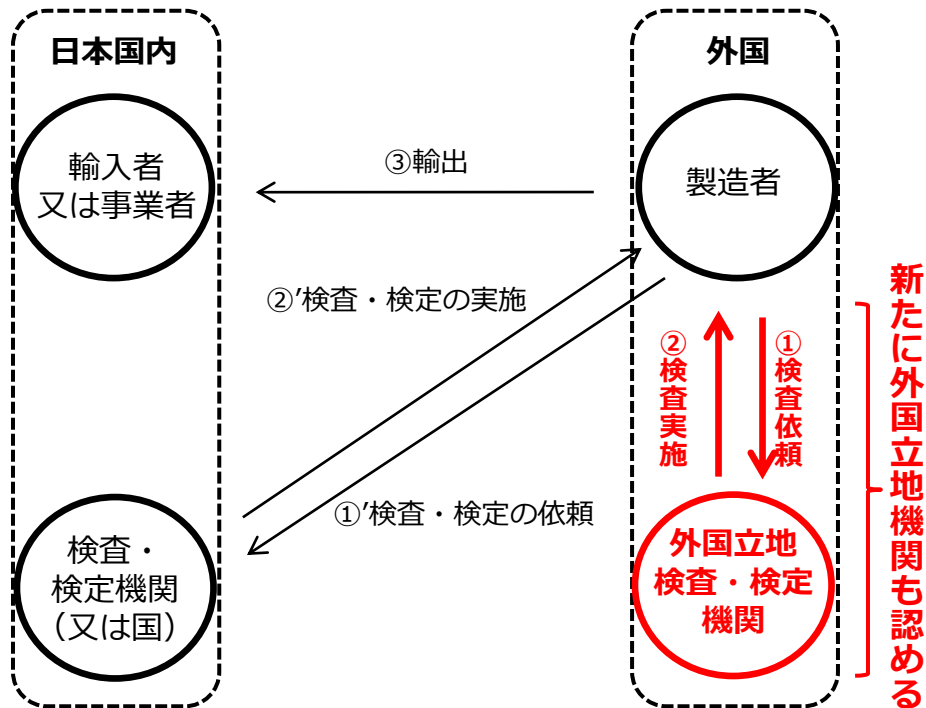 日本国内
外国
輸入者
又は事業者
③輸出
製造者
②’検査・検定の実施
①’検査・検定の依頼
②検査実施
①検査依頼
新たに外国立地機関も認める
検査・
検定機関
（又は国）
外国立地
検査・検定
機関